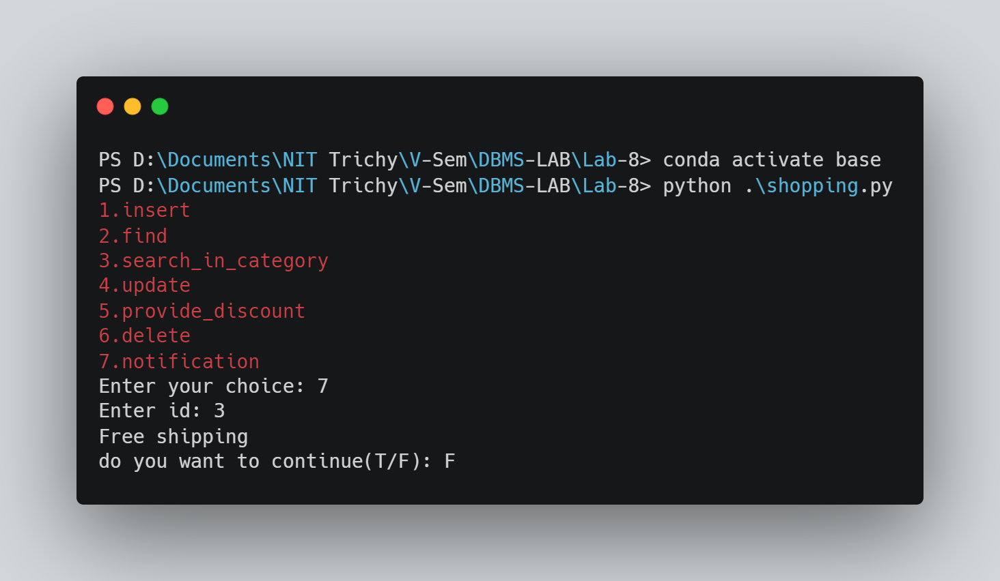 PS D:\Documents\NIT Trichy\V-Sem\DBMS-LAB\Lab-8> conda activate base
PS D:\Documents\NIT Trichy\V-Sem\DBMS-LAB\Lab-8> python .\shopping.py
1.insert
2.find
3.search_in_category
4.update
5.provide_discount
6.delete
7.notification
Enter your choice: 7
Enter id: 3
Free shipping
do you want to continue(T/F): F